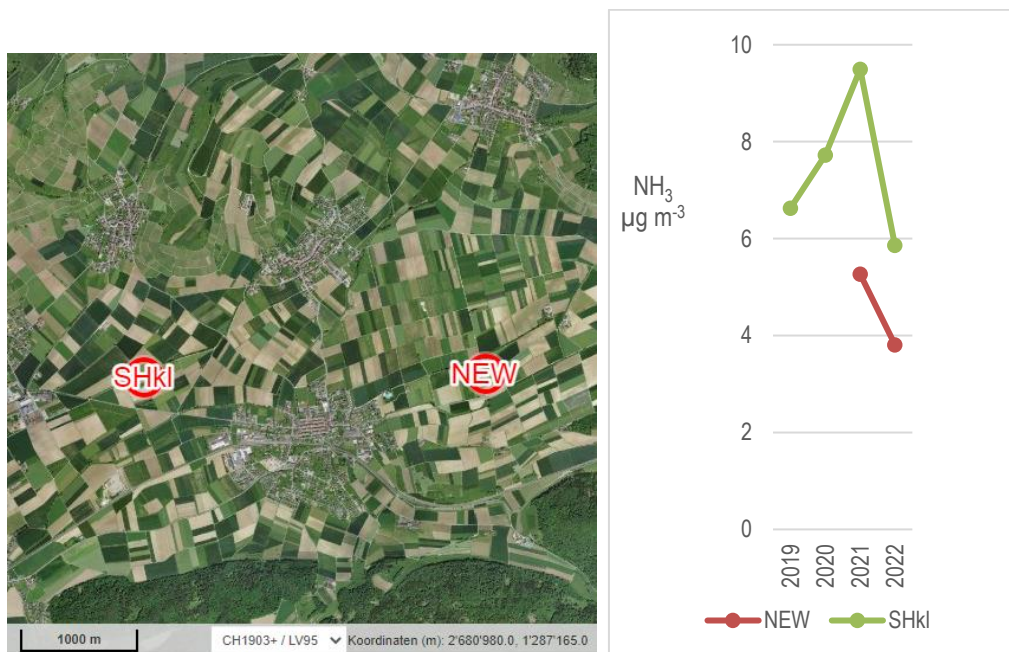 SHkl
NEW
1000 m
CH1903+ / LV95
Koordinaten (m): 2'680'980.0, 1'287'165.0
NH3
µg m-3
10
8
6
4
2
0
2019
2020
2021
2022
NEW
SHkl